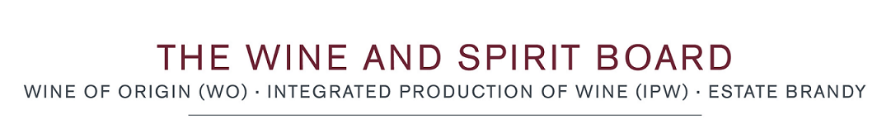 THE WINE AND SPIRIT BOARD
WINE OF ORIGIN (WO) · INTEGRATED PRODUCTION OF WINE (IPW) · ESTATE BRANDY